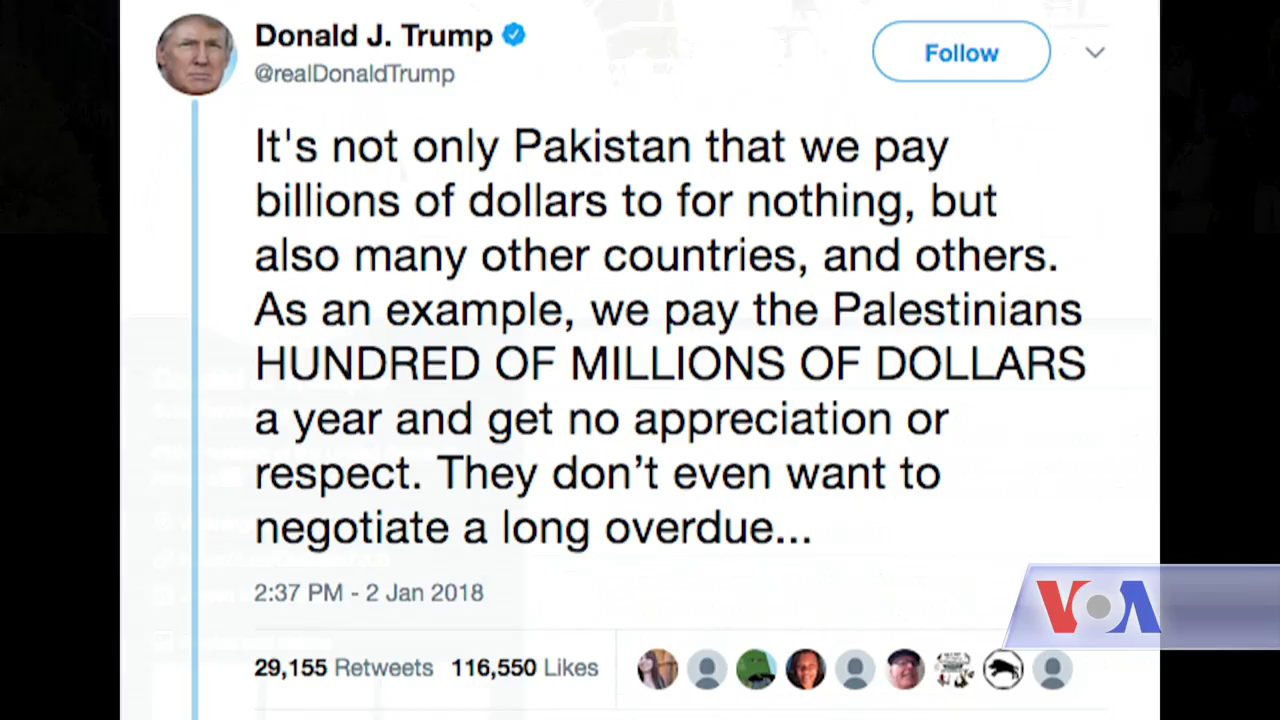 Donald J. Trump
@realDonaldTrump
Follow
It's not only Pakistan that we pay
billions of dollars to for nothing, but
also many other countries, and others.
As an example, we pay the Palestinians
HUNDRED OF MILLIONS OF DOLLARS
a year and get no appreciation or
respect. They don’t even want to
negotiate a long overdue...
2:37 PM - 2 Jan 2018
29,155 Retweets 116,550 Likes
VOA